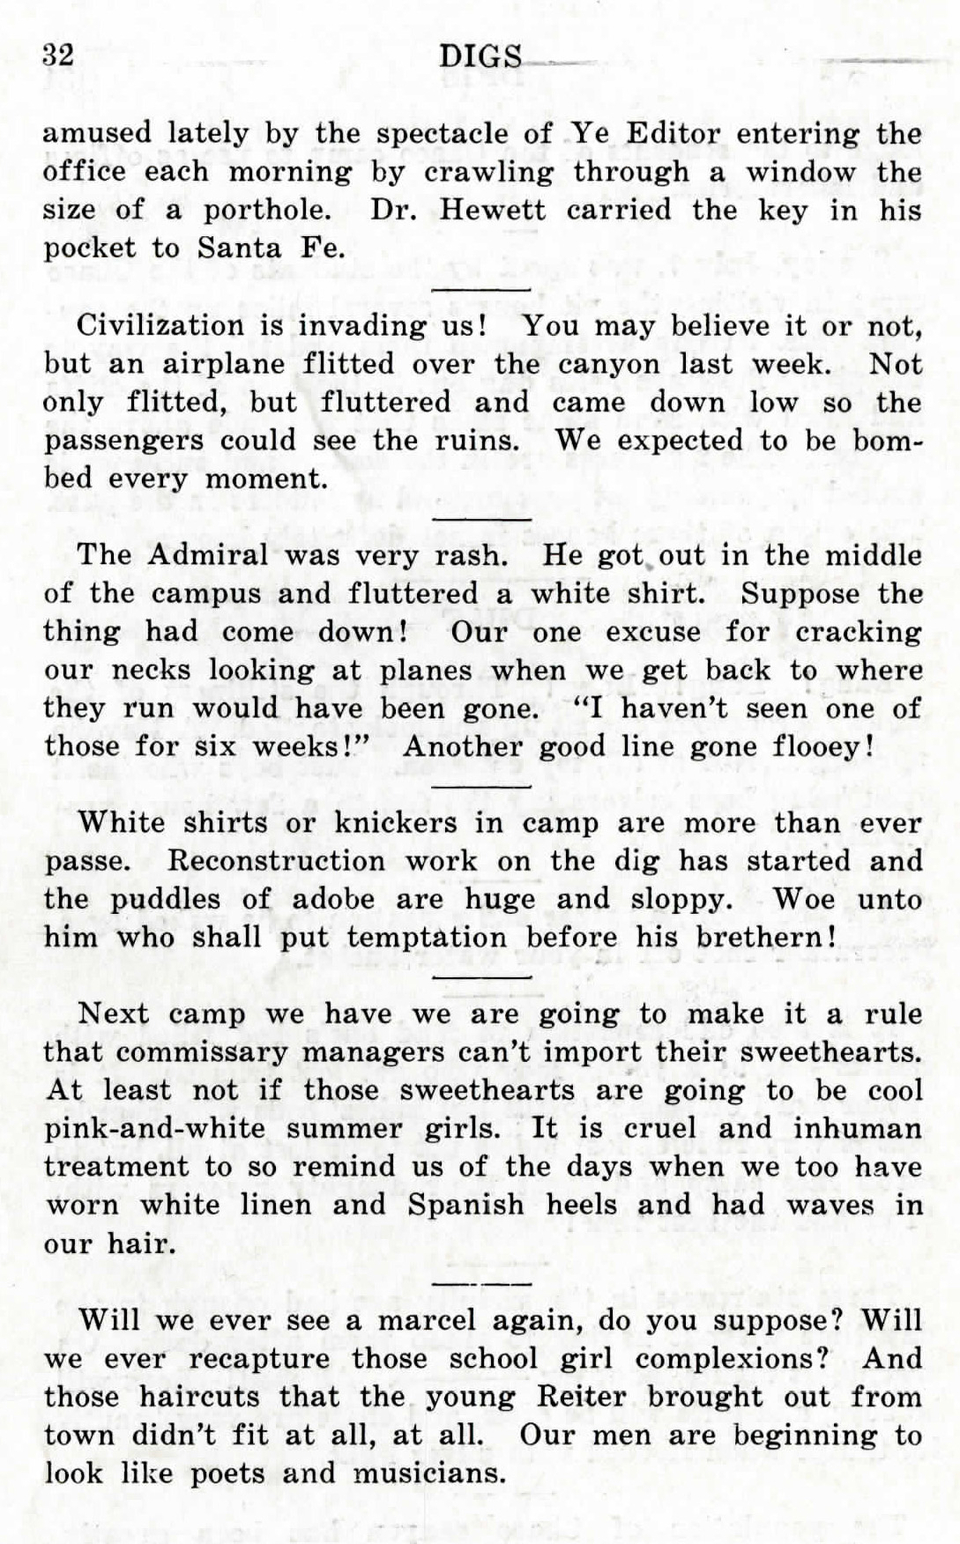 32 DIGS
amused lately by the spectacle of Ye Editor entering the
office each morning by crawling through a window the
size of a porthole. Dr. Hewett carried the key in his
pocket to Santa Fe.
Civilization is invading us! You may believe it or not,
but an airplane flitted over the canyon last week. Not
only flitted, but fluttered and came down low so the
passengers could see the ruins. We expected to be bom-
bed every moment.
The Admiral was very rash. He got out in the middle
of the campus and fluttered a white shirt. Suppose the
thing had come down! Our one excuse for cracking
our necks looking at planes when we get back to where
they run would have been gone. "I haven't seen one of
those for six weeks!" Another good line gone flooey!
White shirts or knickers in camp are more than ever
passe. Reconstruction work on the dig has started and
the puddles of adobe are huge and sloppy. Woe unto
him who shall put temptation before his brethern!
Next camp we have we are going to make it a rule
that commissary managers can't import their sweethearts.
At least not if those sweethearts are going to be cool
pink-and-white summer girls. It is cruel and inhuman
treatment to so remind us of the days when we too have
worn white linen and Spanish heels and had waves in
our hair.
Will we ever see a marcel again, do you suppose? Will
we ever recapture those school girl complexions? And
those haircuts that the young Reiter brought out from
town didn't fit at all, at all. Our men are beginning to
look like poets and musicians.